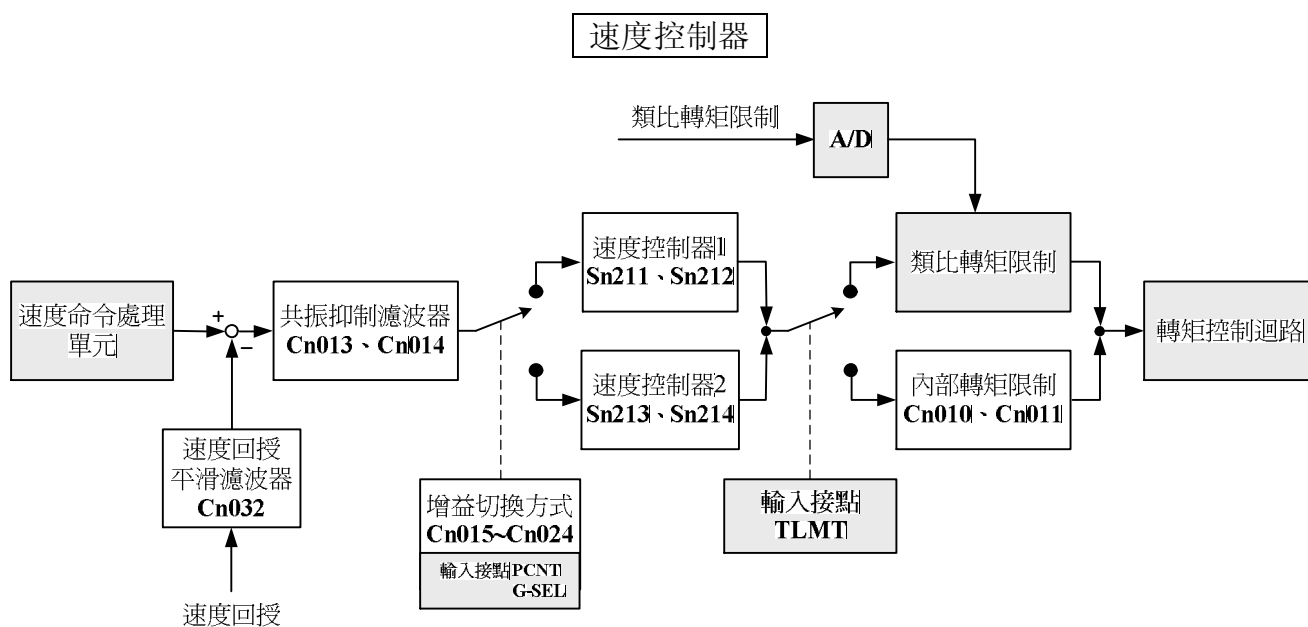 速度控制器
類比轉矩限制
A/D
速度控制器1
Sn211、Sn212
類比轉矩限制
速度命令處理
單元
+
−
共振抑制濾波器
Cn013、Cn014
轉矩控制迴路
速度控制器2
Sn213、Sn214
內部轉矩限制
Cn010、Cn011
速度回授
平滑濾波器
Cn032
增益切換方式
Cn015~Cn024
輸入接點PCNT
G-SEL
輸入接點
TLMT
速度回授